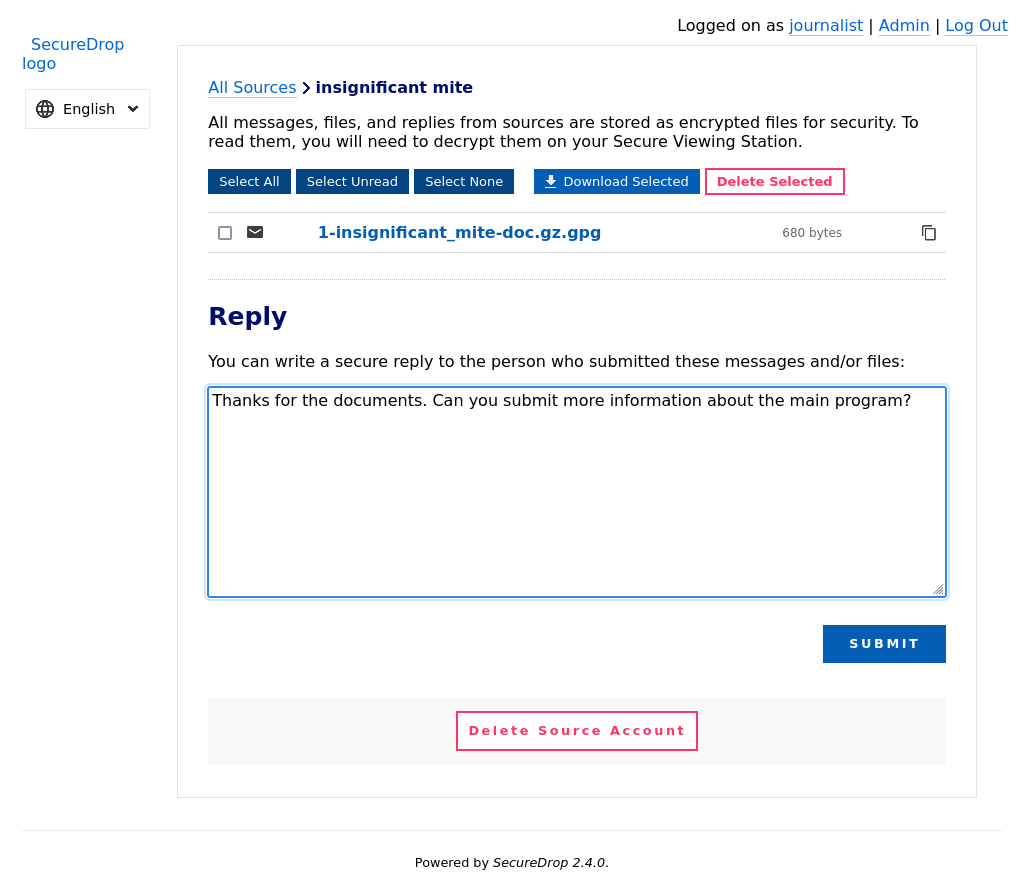 Logged on as journalist | Admin | Log Out
SecureDrop
logo
English
All Sources insignificant mite
All messages, files, and replies from sources are stored as encrypted files for security. To
read them, you will need to decrypt them on your Secure Viewing Station.
Select All Select Unread Select None Download Selected Delete Selected
1-insignificant_mite-doc.gz.gpg 680 bytes
Reply
You can write a secure reply to the person who submitted these messages and/or files:
Thanks for the documents. Can you submit more information about the main program?
SUBMIT
Delete Source Account
Powered by SecureDrop 2.4.0.